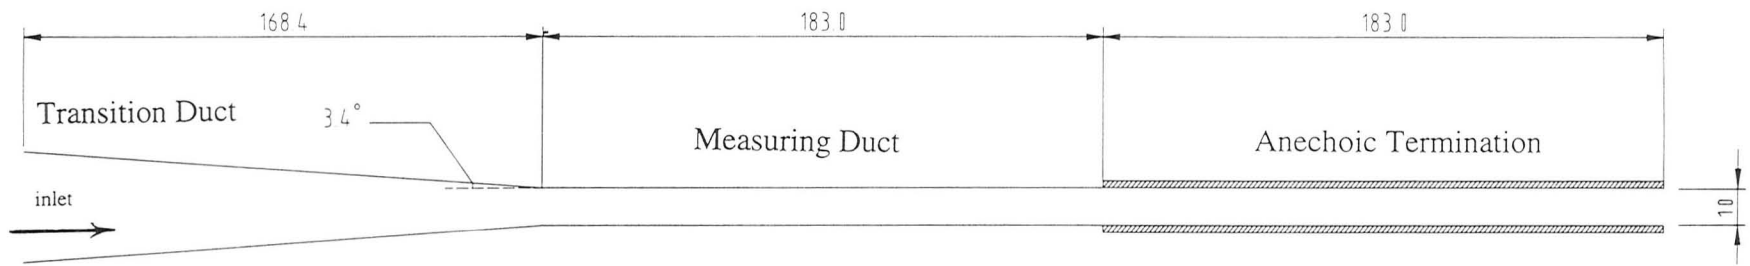 168.4
183.0
183.0
Transition Duct
3.4°
Measuring Duct
Anechoic Termination
inlet
10